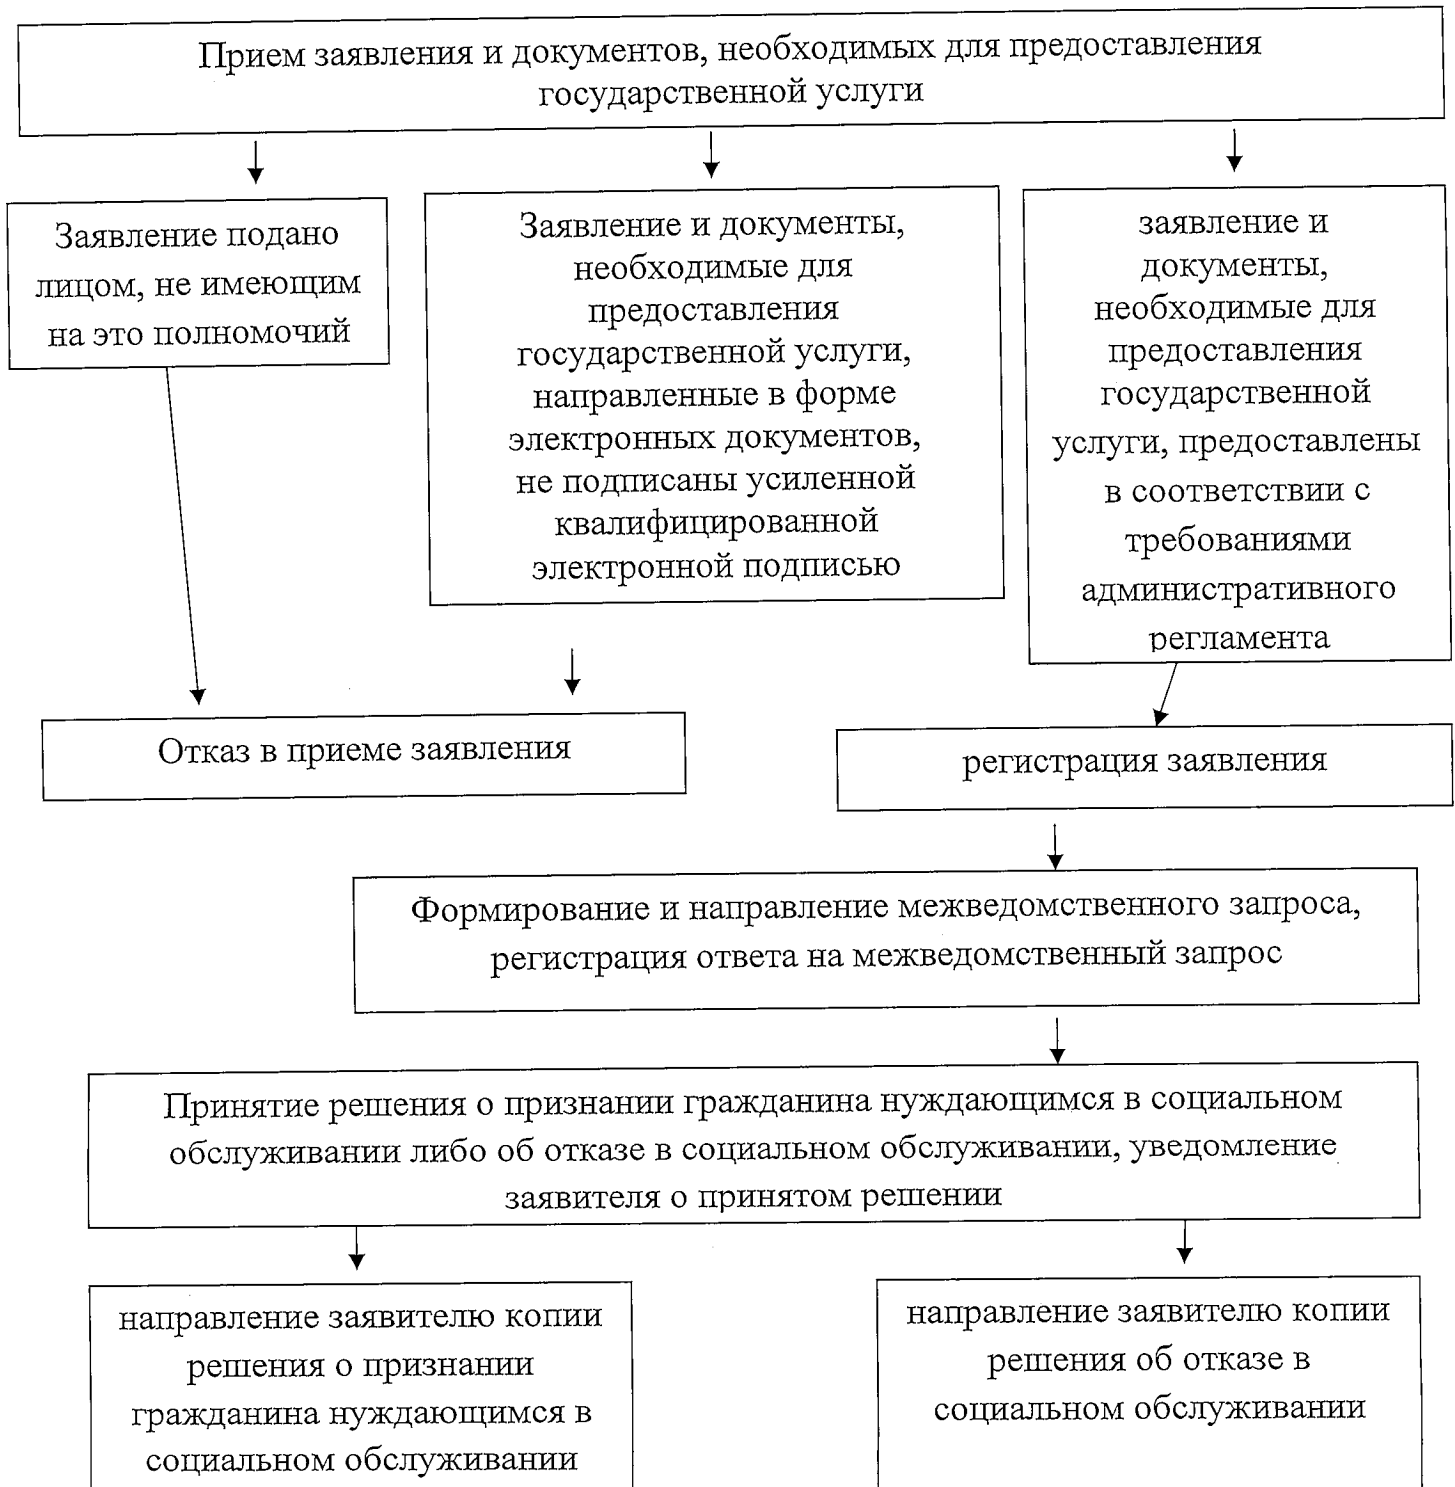 Прием заявления и документов, необходимых для предоставления
государственной услуги
Заявление подано
лицом, не имеющим
на это полномочий
Заявление и документы,
необходимые для
предоставления
государственной услуги,
направленные в форме
электронных документов,
не подписаны усиленной
квалифицированной
электронной подписью
заявление и
документы,
необходимые для
предоставления
государственной
услуги, предоставлены
в соответствии с
требованиями
административного
регламента
Отказ в приеме заявления
регистрация заявления
Формирование и направление межведомственного запроса,
регистрация ответа на межведомственный запрос
Принятие решения о признании гражданина нуждающимся в социальном
обслуживании либо об отказе в социальном обслуживании, уведомление
заявителя о принятом решении
направление заявителю копии
решения о признании
гражданина нуждающимся в
социальном обслуживании
направление заявителю копии
решения об отказе в
социальном обслуживании